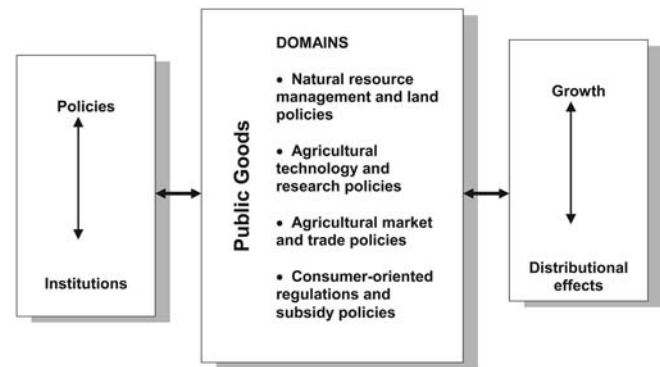 Policies
Institutions
Public Goods
DOMAINS
• Natural resource
management and land
policies
• Agricultural
technology and
research policies
• Agricultural market
and trade policies
• Consumer-oriented
regulations and
subsidy policies
Growth
Distributional
effects